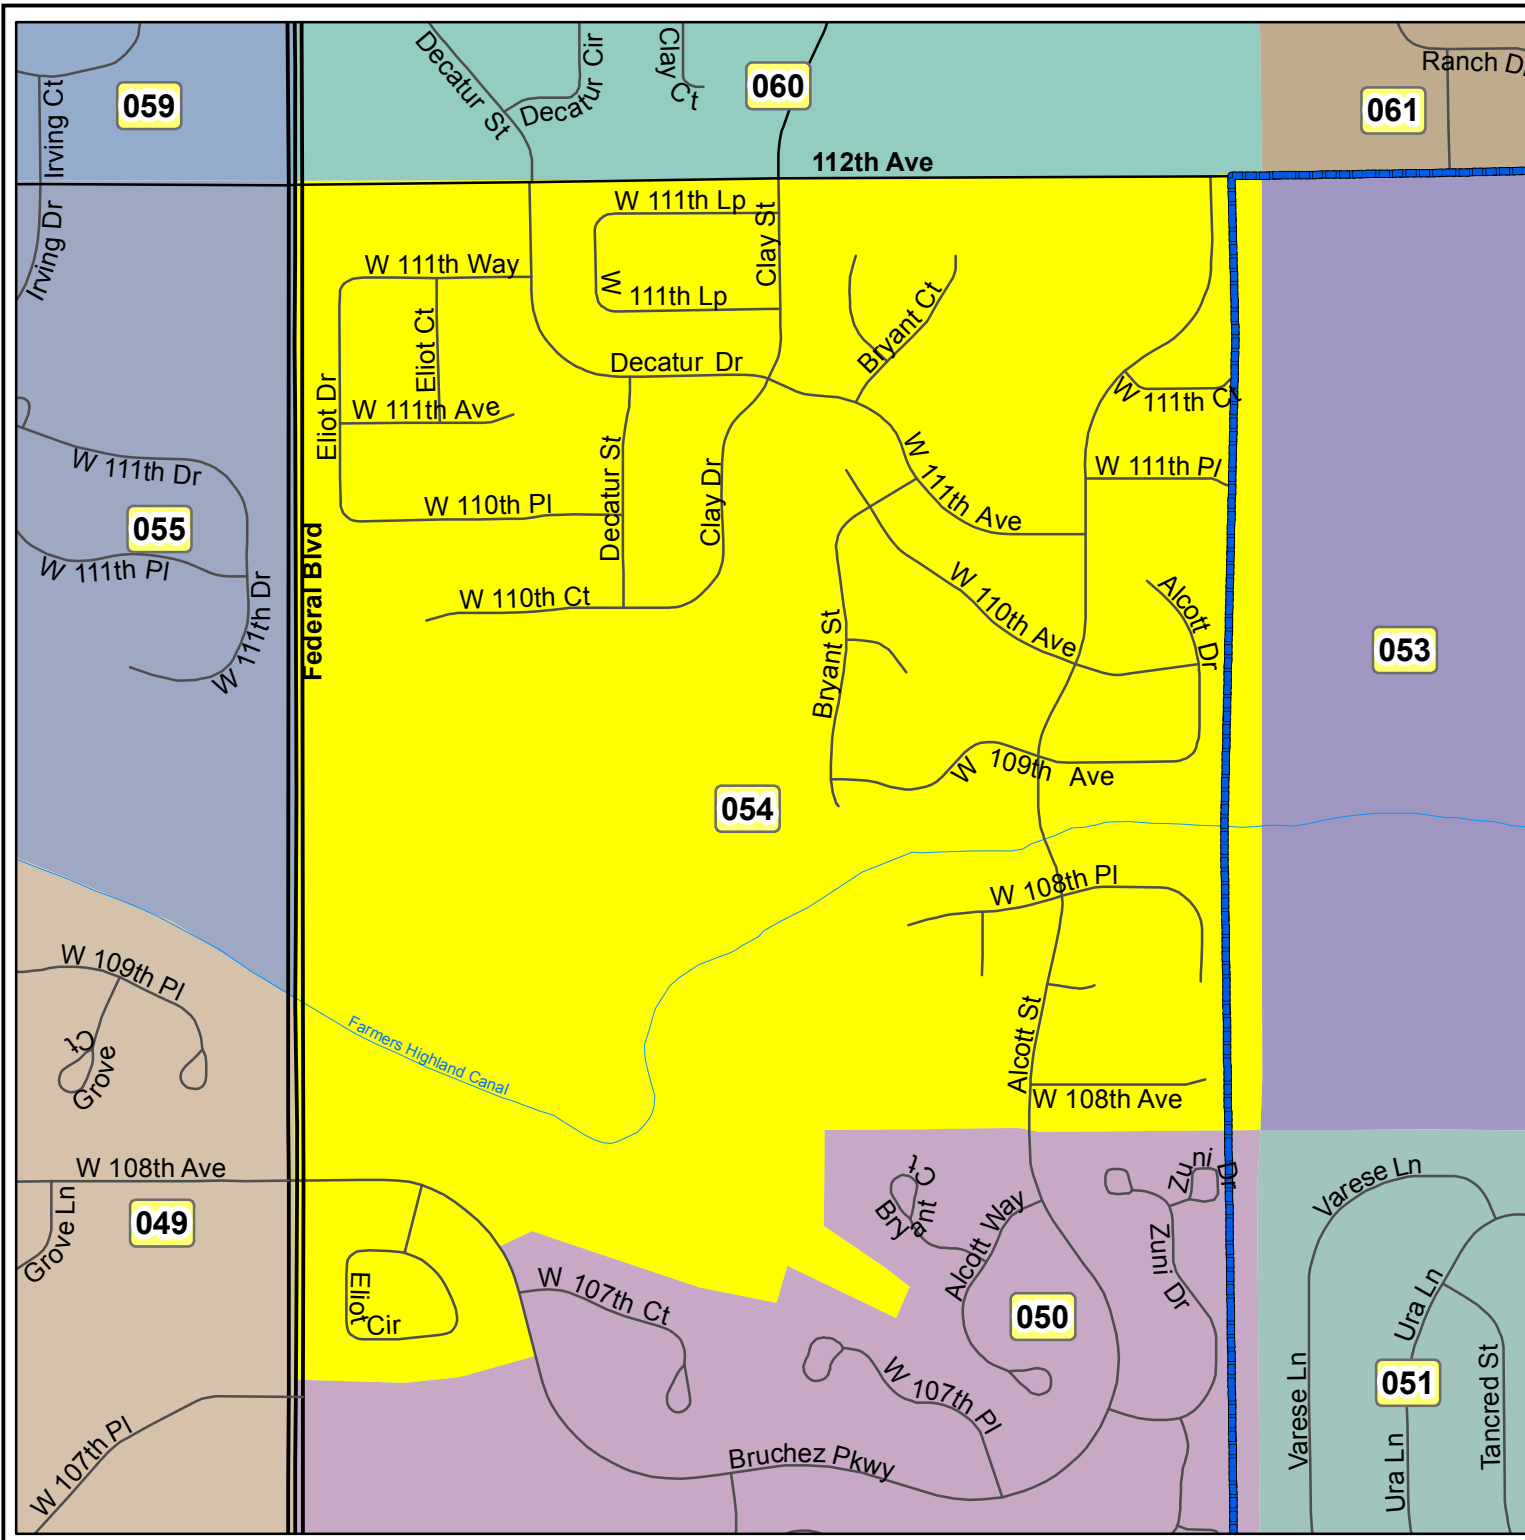 Irving Ct
059
Decatur St
Decatur Cir
Clay Ct
060
061
Ranch D
112th Ave
Irving Dr
W 111th Lp
Clay St
W 111th Way
W 111th Lp
Bryant Ct
Eliot Ct
Decatur Dr
Eliot Dr
W 111th Ave
W 111th Ct
W 111th Dr
Decatur St
Clay Dr
W 111th Ave
W 111th Pl
W 110th Pl
055
W 111th Pl
Federal Blvd
W 111th Dr
W 110th Ct
W 110th Ave
Alcott Dr
Bryant St
053
W 109th Ave
054
W 108th Pl
W 109th Pl
Farmers Highland Canal
Grove Ct
Alcott St
W 108th Ave
W 108th Ave
Grove Ln
049
Bryant Ct
Alcott Way
Zuni Dr
Zuni Dr
Varese Ln
Eliot Cir
W 107th Ct
050
Ura Ln
W 107th Pl
051
Varese Ln
Tancred St
W 107th Pl
Bruchez Pkwy
Ura Ln